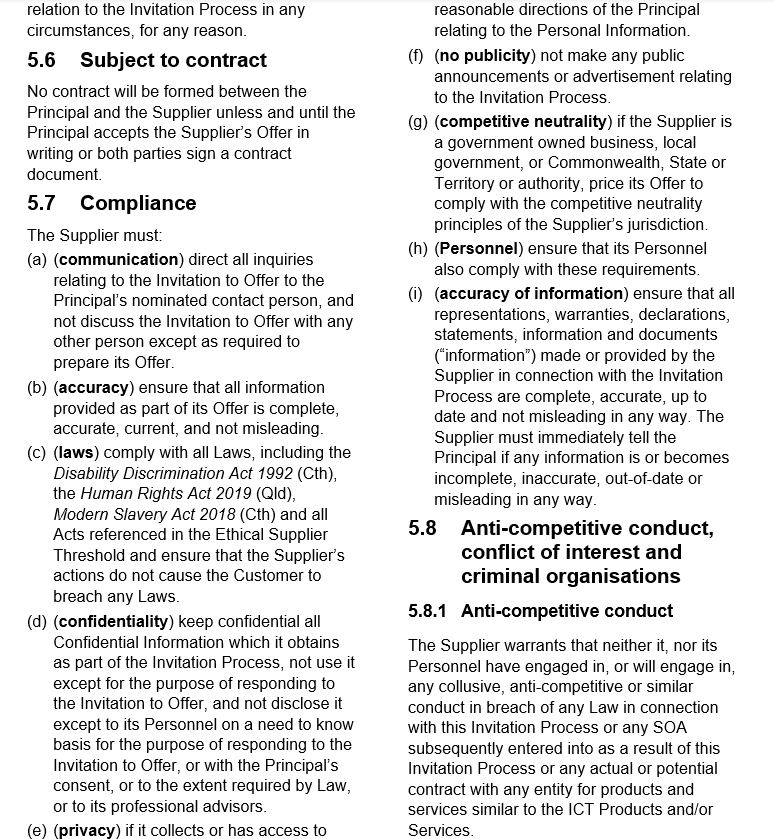 relation to the Invitation Process in any
circumstances, for any reason.
5.6 Subject to contract
No contract will be formed between the
Principal and the Supplier unless and until the
Principal accepts the Supplier's Offer in
writing or both parties sign a contract
document.
5.7 Compliance
The Supplier must:
(a) (communication) direct all inquiries
relating to the Invitation to Offer to the
Principal's nominated contact person, and
not discuss the Invitation to Offer with any
other person except as required to
prepare its Offer.
(b) (accuracy) ensure that all information
provided as part of its Offer is complete,
accurate, current, and not misleading.
(c) (laws) comply with all Laws, including the
Disability Discrimination Act 1992 (Cth),
the Human Rights Act 2019 (Qld),
Modern Slavery Act 2018 (Cth) and all
Acts referenced in the Ethical Supplier
Threshold and ensure that the Supplier's
actions do not cause the Customer to
breach any Laws.
(d) (confidentiality) keep confidential all
Confidential Information which it obtains
as part of the Invitation Process, not use it
except for the purpose of responding to
the Invitation to Offer, and not disclose it
except to its Personnel on a need to know
basis for the purpose of responding to the
Invitation to Offer, or with the Principal's
consent, or to the extent required by Law,
or to its professional advisors.
(e) (privacy) if it collects or has access to
reasonable directions of the Principal
relating to the Personal Information.
(f) (no publicity) not make any public
announcements or advertisement relating
to the Invitation Process.
(g) (competitive neutrality) if the Supplier is
a government owned business, local
government, or Commonwealth, State or
Territory or authority, price its Offer to
comply with the competitive neutrality
principles of the Supplier's jurisdiction.
(h) (Personnel) ensure that its Personnel
also comply with these requirements.
(i) (accuracy of information) ensure that all
representations, warranties, declarations,
statements, information and documents
("information") made or provided by the
Supplier in connection with the Invitation
Process are complete, accurate, up to
date and not misleading in any way. The
Supplier must immediately tell the
Principal if any information is or becomes
incomplete, inaccurate, out-of-date or
misleading in any way.
5.8 Anti-competitive conduct,
conflict of interest and
criminal organisations
5.8.1 Anti-competitive conduct
The Supplier warrants that neither it, nor its
Personnel have engaged in, or will engage in,
any collusive, anti-competitive or similar
conduct in breach of any Law in connection
with this Invitation Process or any SOA
subsequently entered into as a result of this
Invitation Process or any actual or potential
contract with any entity for products and
services similar to the ICT Products and/or
Services.